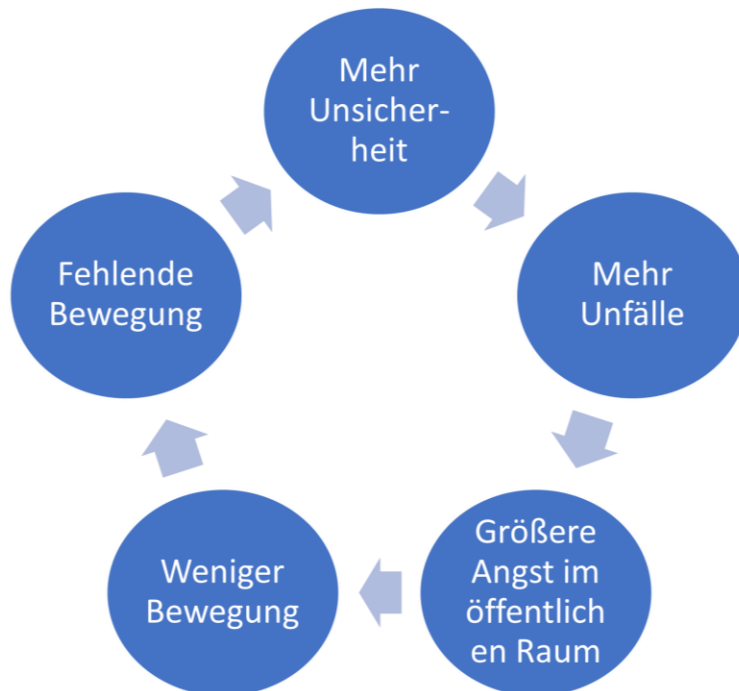 Mehr
Unsicher-
heit
Mehr
Unfälle
Größere
Angst im
öffentlich
en Raum
Weniger
Bewegung
Fehlende
Bewegung